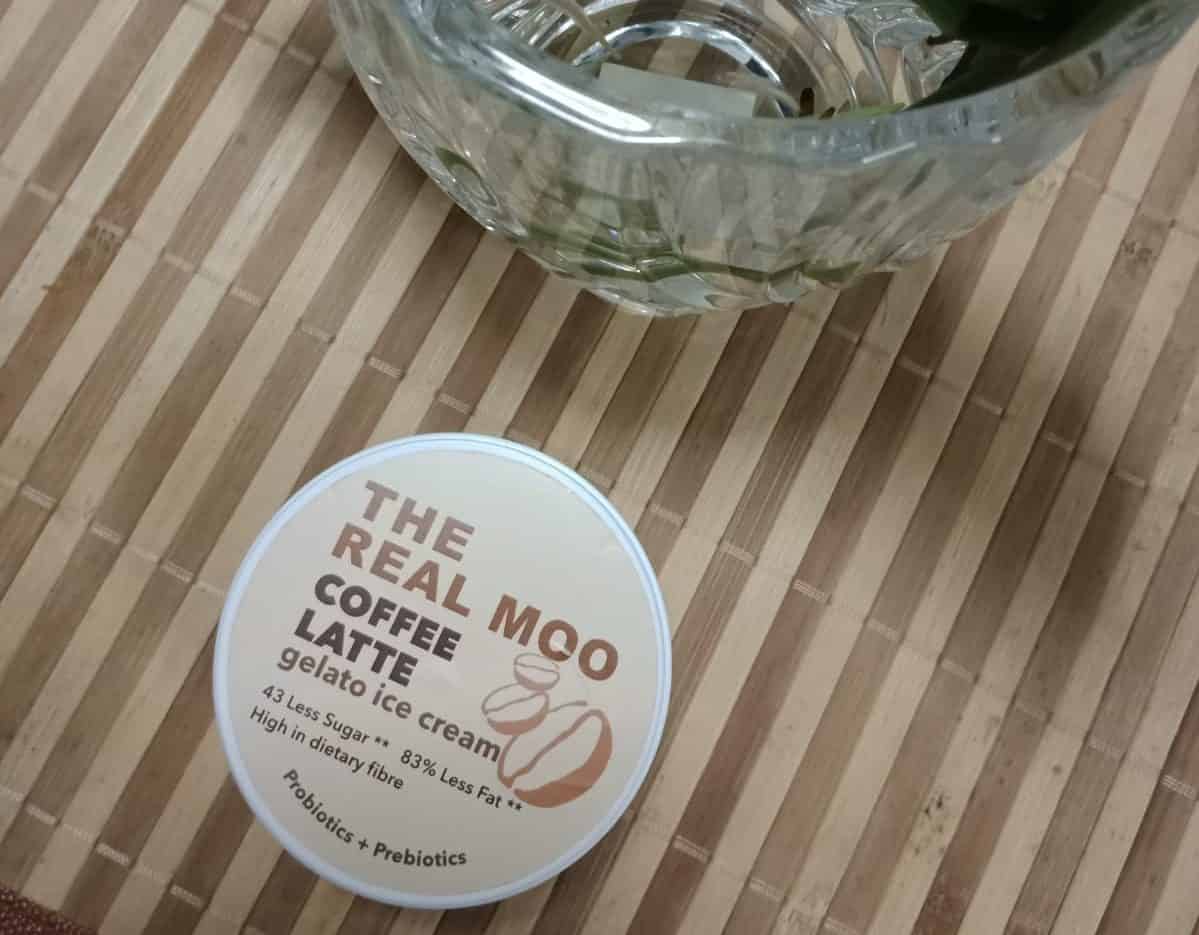 THE
REAL MOO
COFFEE
LATTE
gelato ice cream
43 Less Sugar ** 83% Less Fat **
High in dietary fibre
Probiotics + Prebiotics